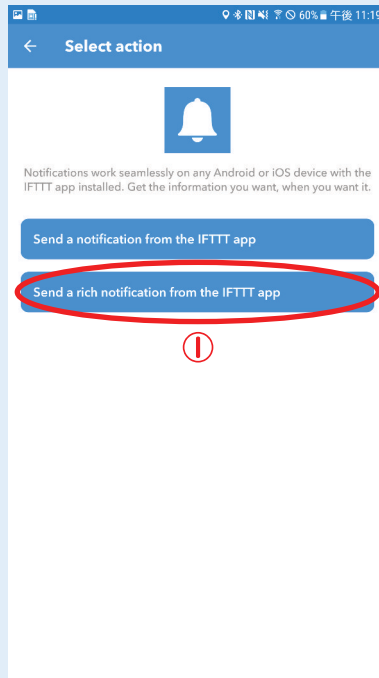 60% 午後 11:19
Select action
Notifications work seamlessly on any Android or iOS device with the
IFTTT app installed. Get the information you want, when you want it.
Send a notification from the IFTTT app
Send a rich notification from the IFTTT app
①